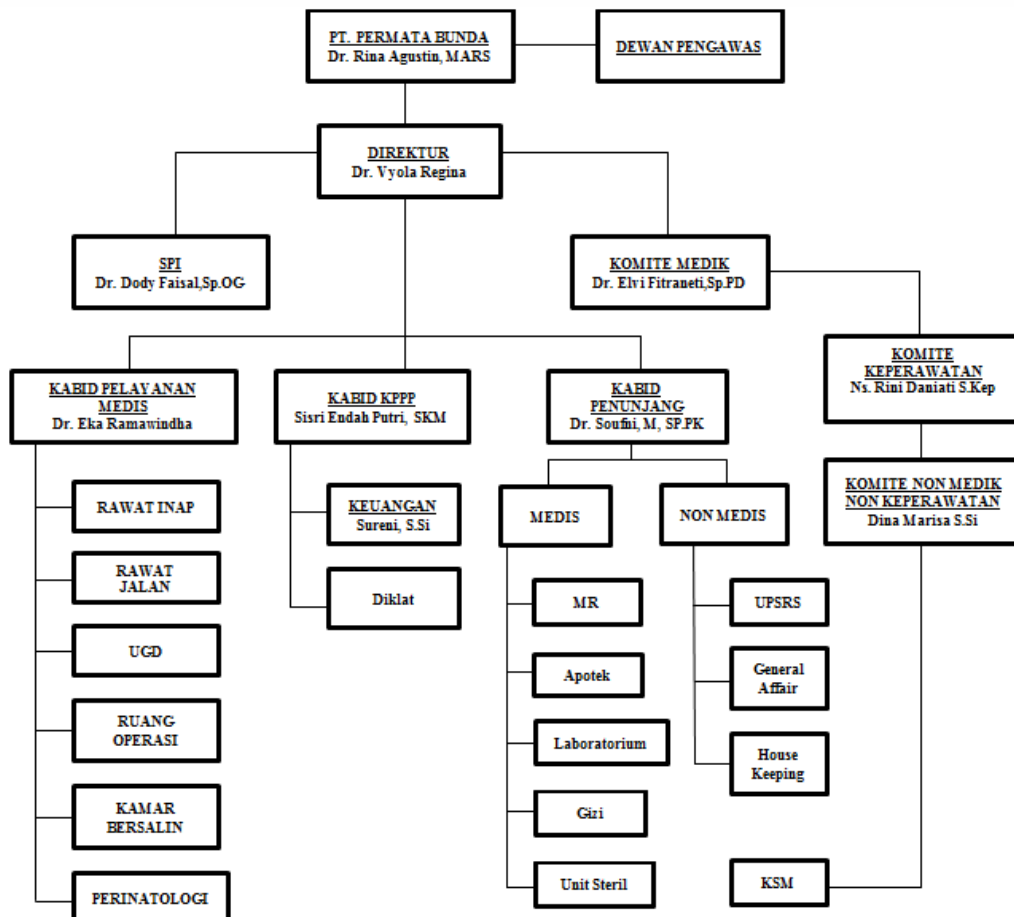 PT. PERMATA BUNDA
Dr. Rina Agustin, MARS
DEWAN PENGAWAS
DIREKTUR
Dr. Vyola Regina
SPI
Dr. Dody Faisal,Sp.OG
KOMITE MEDIK
Dr. Elvi Fitraneti,Sp.PD
KOMITE
KEPERAWATAN
Ns. Rini Daniati S.Kep
KABID PELAYANAN
MEDIS
Dr. Eka Ramawindha
KABID KPPP
Sisri Endah Putri, SKM
KABID
PENUNJANG
Dr. Soufni, M, SP.PK
KOMITE NON MEDIK
NON KEPERAWATAN
Dina Marisa S.Si
RAWAT INAP
RAWAT
JALAN
UGD
RUANG
OPERASI
KAMAR
BERSALIN
PERINATOLOGI
KEUANGAN
Sureni, S.Si
Diklat
MEDIS
MR
Apotek
Laboratorium
Gizi
Unit Steril
NON MEDIS
UPSRS
General
Affair
House
Keeping
KSM